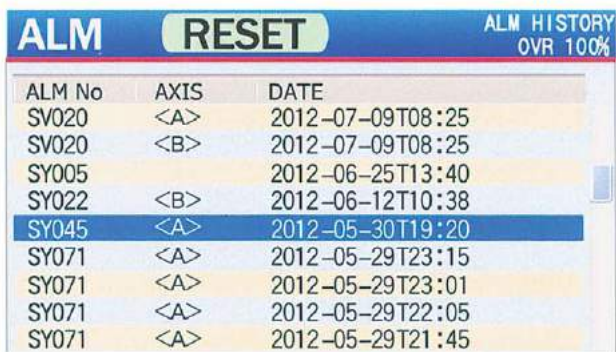 ALM RESET ALM HISTORY
OVR 100%
ALM No AXIS DATE
SV020 <A> 2012-07-09T08:25
SV020 <B> 2012-07-09T08:25
SY005 2012-06-25T13:40
SY022 <B> 2012-06-12T10:38
SY045 <A> 2012-05-30T19:20
SY071 <A> 2012-05-29T23:15
SY071 <A> 2012-05-29T23:01
SY071 <A> 2012-05-29T22:05
SY071 <A> 2012-05-29T21:45